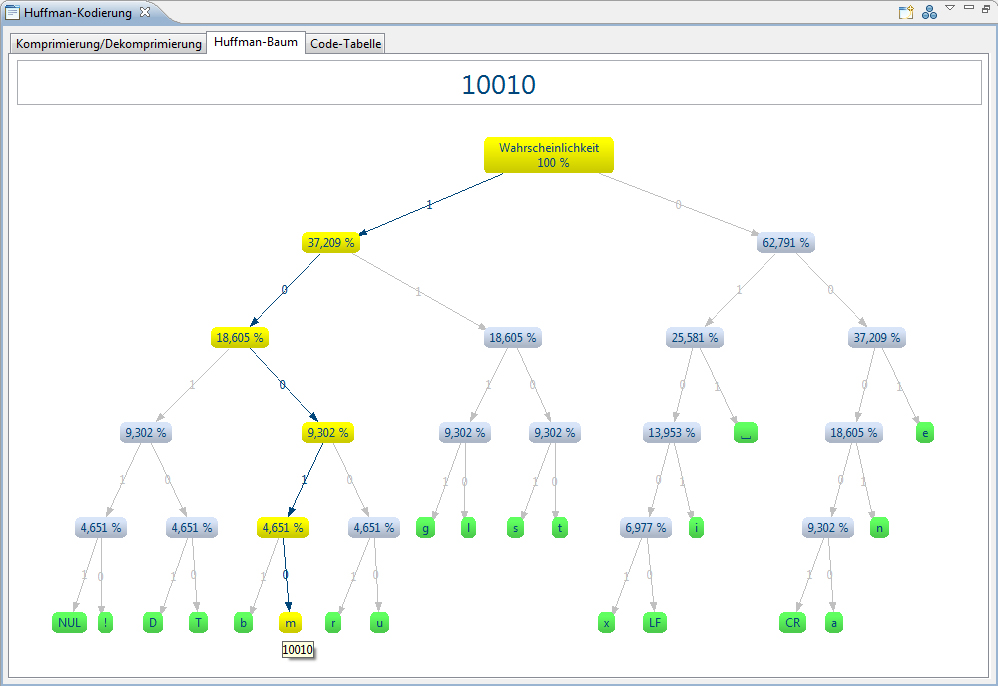 Huffman-Kodierung
Komprimierung/Dekomprimierung Huffman-Baum Code-Tabelle
10010
Wahrscheinlichkeit
100 %
1 0
37,209 % 62,791 %
0 1 1 0
18,605 % 18,605 % 25,581 % 37,209 %
1 0 1 0 0 1 0 1
9,302 % 9,302 % 9,302 % 9,302 % 13,953 % ⎵ 18,605 % e
1 0 1 0 1 0 1 0 0 1 0 1
4,651 % 4,651 % 4,651 % 4,651 % g l s t 6,977 % i 9,302 % n
1 0 1 0 1 0 1 0 1 0 1 0
NUL ! D T b m r u x LF CR a
10010